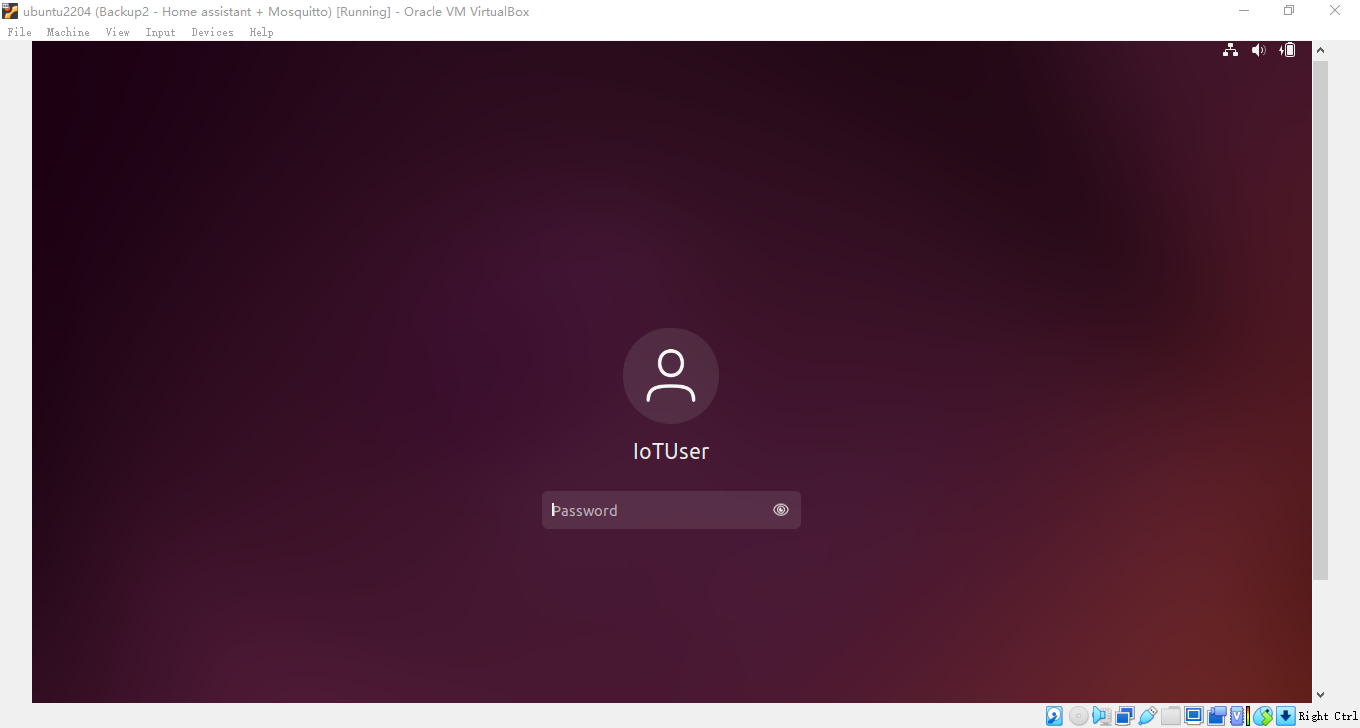 ubuntu2204 (Backup2 - Home assistant + Mosquitto) [Running] - Oracle VM VirtualBox
File Machine View Input Devices Help
IoTUser
Password
Right Ctrl